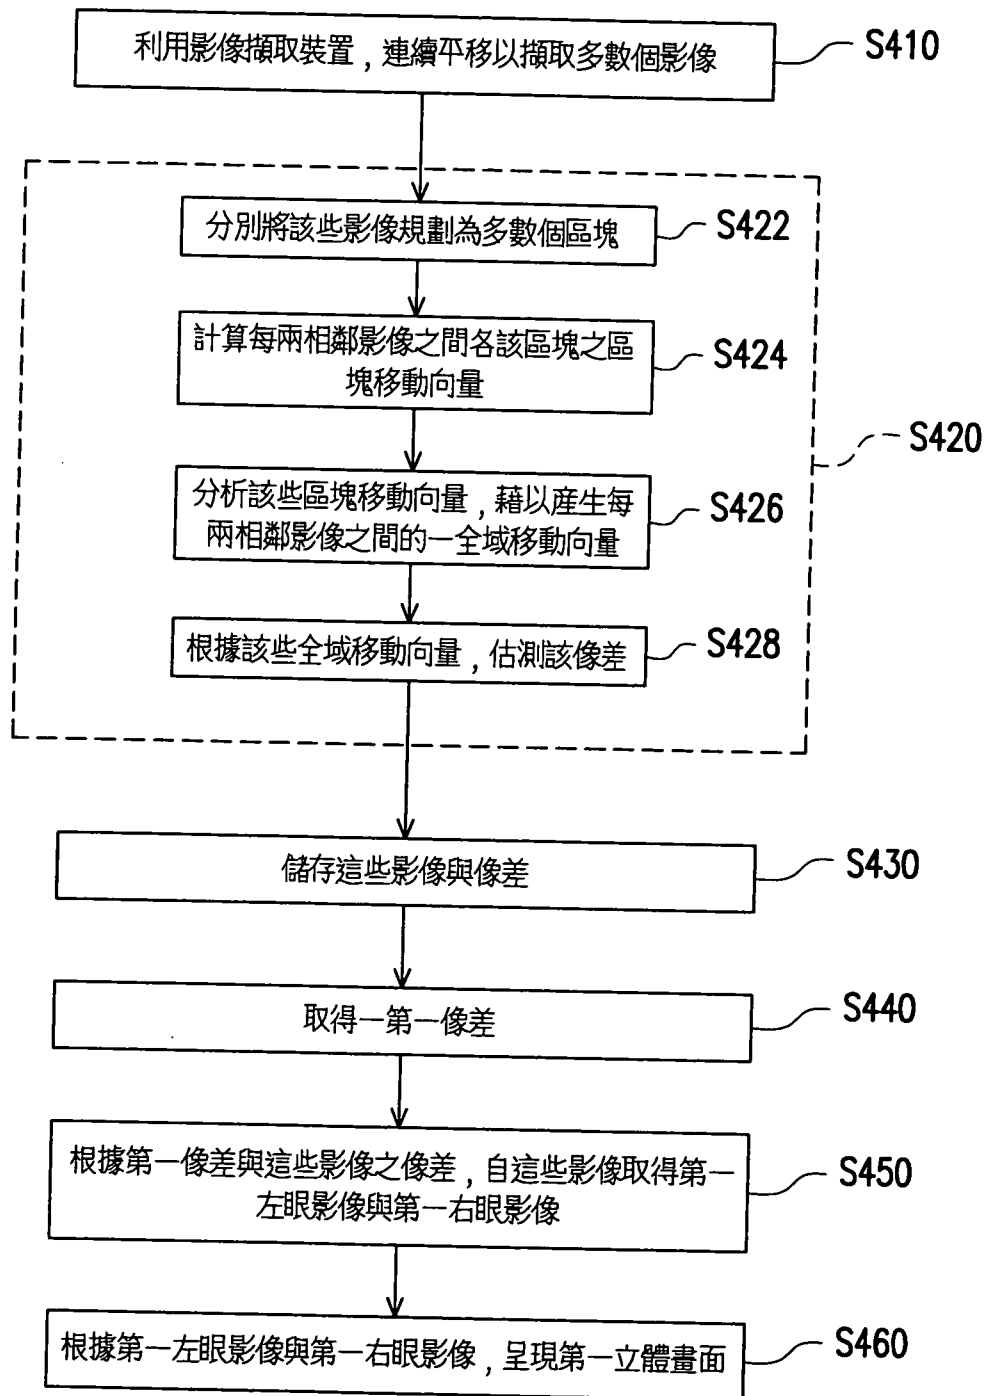 利用影像擷取裝置，連續平移以擷取多數個影像
S410
分別將該些影像規劃為多數個區塊
S422
計算每兩相鄰影像之間各該區塊之區
塊移動向量
S424
S420
分析該些區塊移動向量，藉以產生每
兩相鄰影像之間的一全域移動向量
S426
根據該些全域移動向量，估測該像差
S428
儲存這些影像與像差
S430
取得一第一像差
S440
根據第一像差與這些影像之像差，自這些影像取得第一
左眼影像與第一右眼影像
S450
根據第一左眼影像與第一右眼影像，呈現第一立體畫面
S460